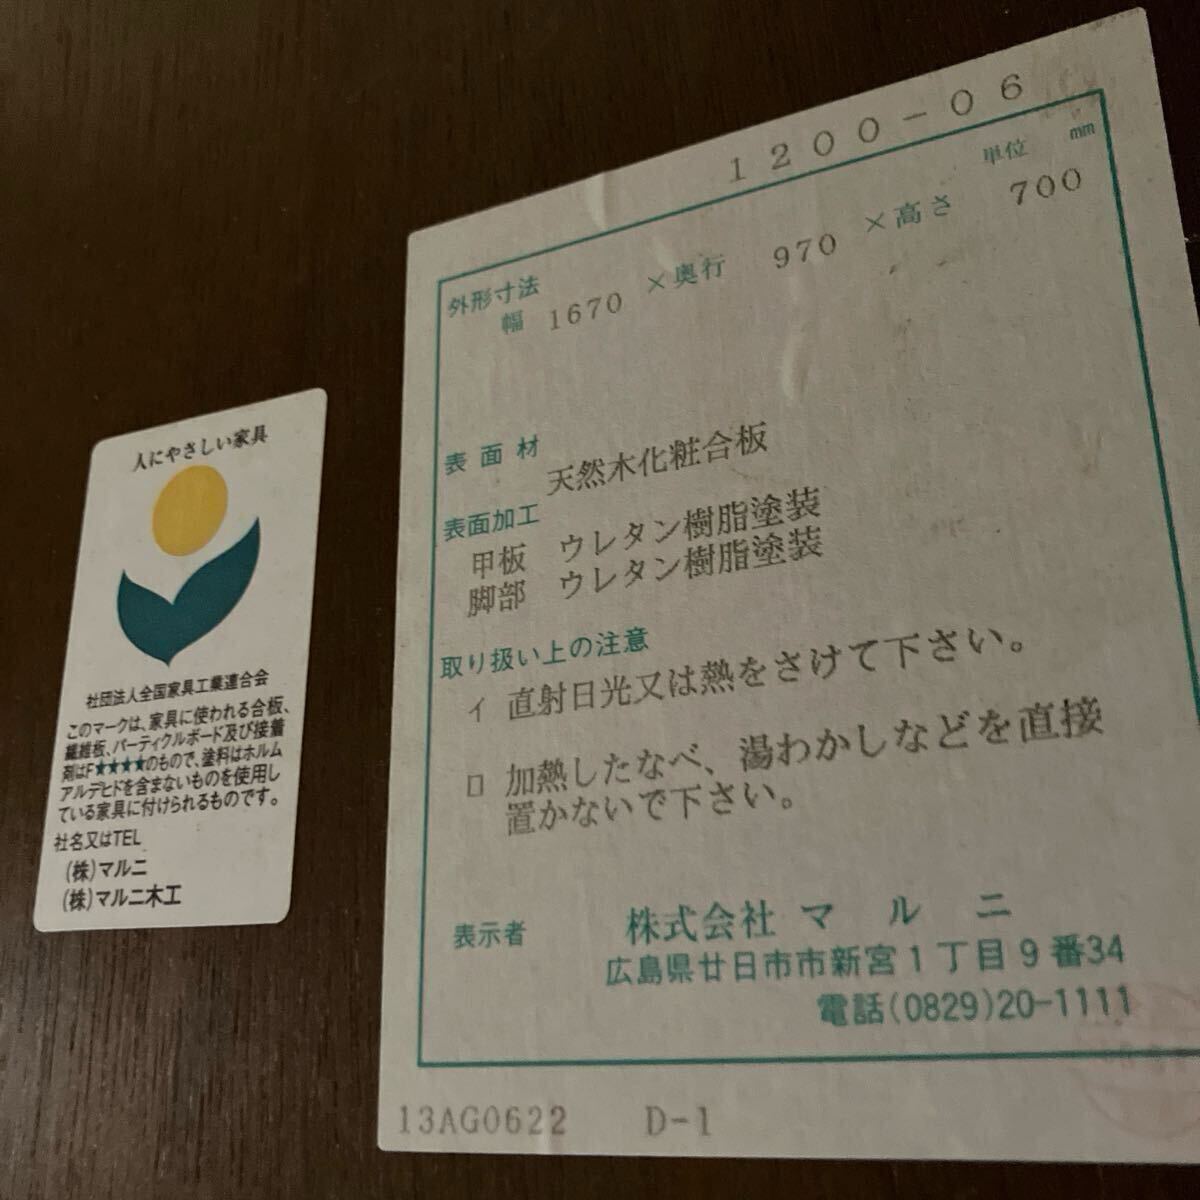 人にやさしい家具
社団法人全国家具工業連合会
このマークは、家具に使われる合板、
繊維板、パーティクルボード及び接着
剤はF★★★★のもので、塗料はホルム
アルデヒドを含まないものを使用し
ている家具に付けられるものです。
社名又はTEL
(株)マルニ
(株)マルニ木工
1200-06
単位 mm
外形寸法
幅 1670 ×奥行 970 ×高さ 700
表面材
天然木化粧合板
表面加工
甲板 ウレタン樹脂塗装
脚部 ウレタン樹脂塗装
取り扱い上の注意
イ 直射日光又は熱をさけて下さい。
ロ 加熱したなべ、湯わかしなどを直接
置かないで下さい。
表示者 株式会社 マルニ
広島県廿日市市新宮1丁目9番34
電話(0829)20-1111
13AG0622 D-1